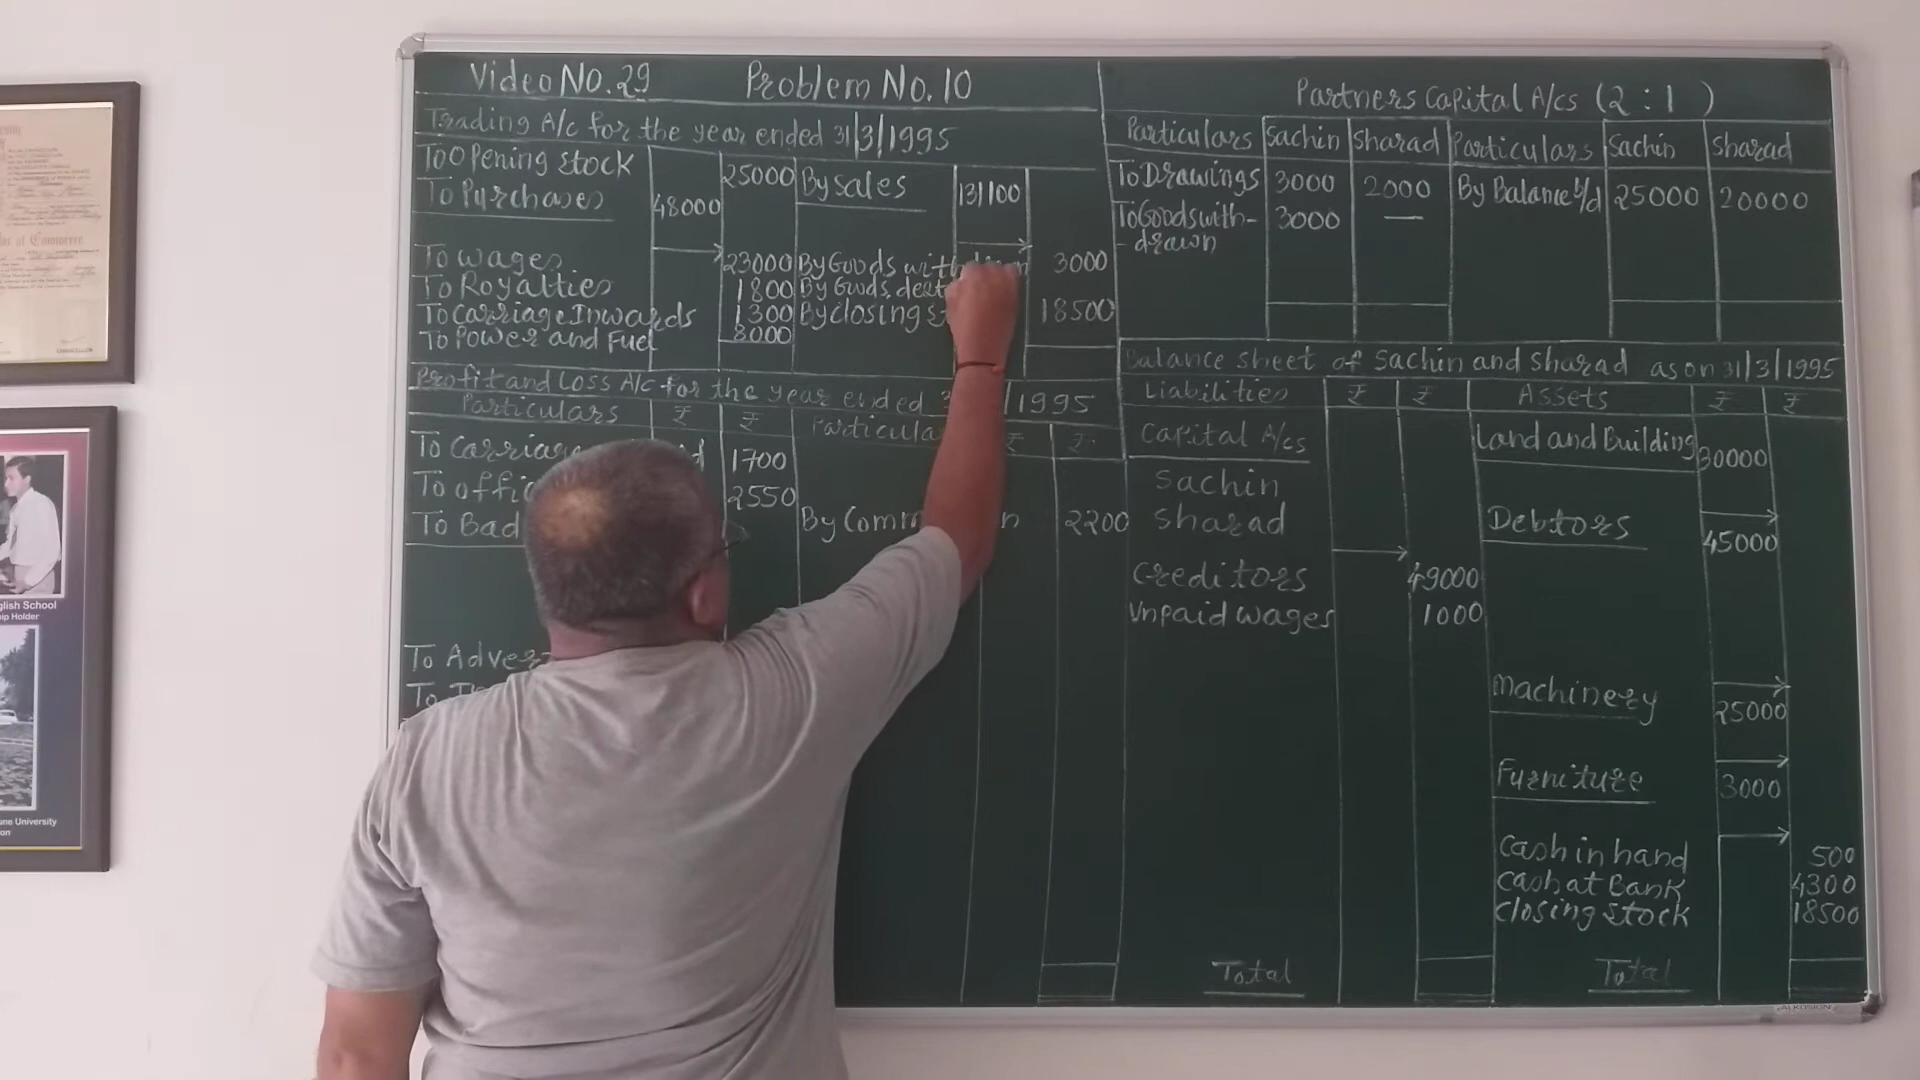 Video No. 29 Problem No. 10
Trading A/c for the year ended 31/3/1995
To Opening stock 25000 By sales 131100
To Purchases 48000
To wages 23000 By Goods 3000
To Royalties 1800 By Goods
To carriage Inwards 1300 By closing 18500
To Power and Fuel 8000
Profit and Loss A/c for the year ended 1995
Particulars ₹ ₹ ₹ ₹
To 1700
To 2550
To Bad By 2200
To
Partners Capital A/cs (2:1)
Particulars Sachin Sharad Particulars Sachin Sharad
To Drawings 3000 2000 By Balance b/d 25000 20000
To Goods with- 3000 —
- drawn
Balance sheet of Sachin and Sharad as on 31/3/1995
Liabilities ₹ ₹ Assets ₹ ₹
Capital A/cs Land and Building 30000
Sachin
Sharad Debtors 45000
Creditors 49000
Unpaid wages 1000
Machinery 25000
Furniture 3000
Cash in hand 500
Cash at Bank 4300
Closing stock 18500
Total Total
English School
Holder
University